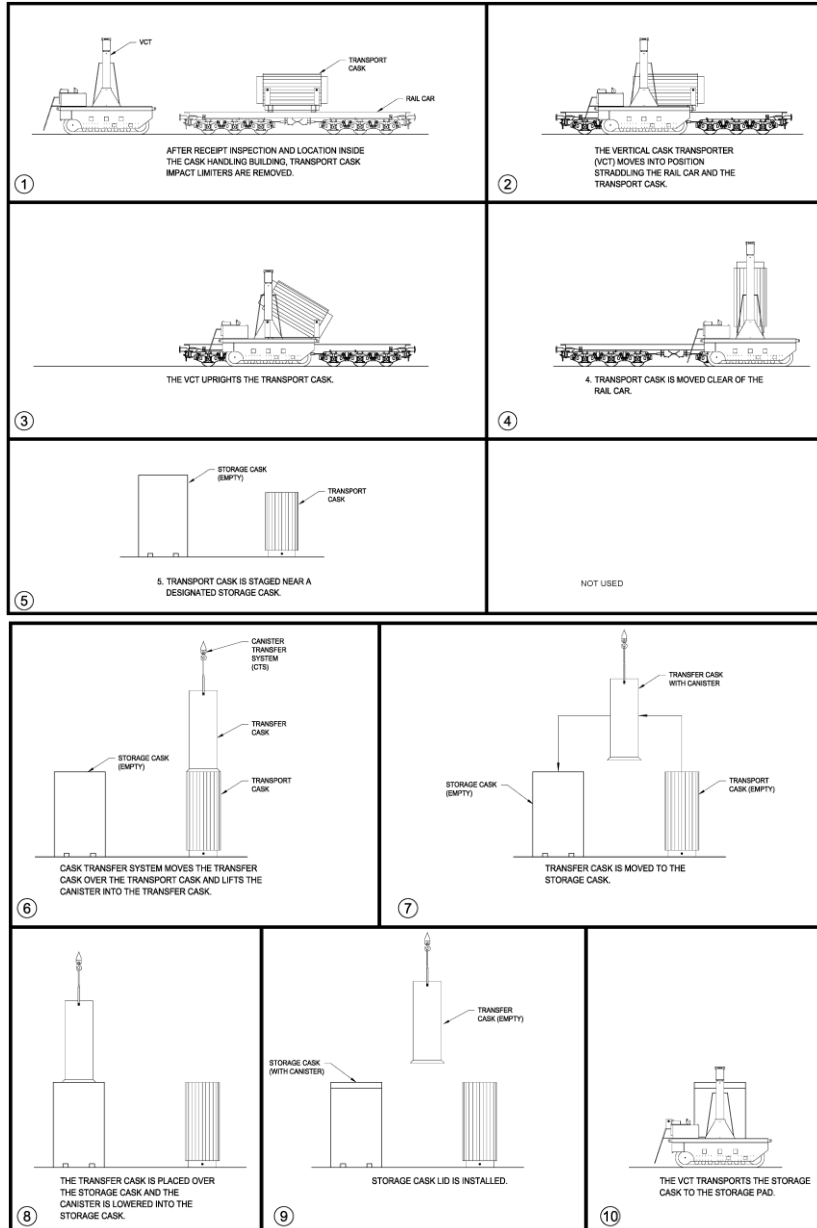 VCT
TRANSPORT
CASK
RAIL CAR
AFTER RECEIPT INSPECTION AND LOCATION INSIDE
THE CASK HANDLING BUILDING, TRANSPORT CASK
IMPACT LIMITERS ARE REMOVED.
1
THE VERTICAL CASK TRANSPORTER
(VCT) MOVES INTO POSITION
STRADDLING THE RAIL CAR AND THE
TRANSPORT CASK.
2
THE VCT UPRIGHTS THE TRANSPORT CASK.
3
4. TRANSPORT CASK IS MOVED CLEAR OF THE
RAIL CAR.
4
STORAGE CASK
(EMPTY)
TRANSPORT
CASK
5. TRANSPORT CASK IS STAGED NEAR A
DESIGNATED STORAGE CASK.
5
NOT USED
CANISTER
TRANSFER
SYSTEM
(CTS)
TRANSFER
CASK
STORAGE CASK
(EMPTY)
TRANSPORT
CASK
CASK TRANSFER SYSTEM MOVES THE TRANSFER
CASK OVER THE TRANSPORT CASK AND LIFTS THE
CANISTER INTO THE TRANSFER CASK.
6
TRANSFER CASK
WITH CANISTER
STORAGE CASK
(EMPTY)
TRANSPORT
CASK (EMPTY)
TRANSFER CASK IS MOVED TO THE
STORAGE CASK.
7
THE TRANSFER CASK IS PLACED OVER
THE STORAGE CASK AND THE
CANISTER IS LOWERED INTO THE
STORAGE CASK.
8
TRANSFER
CASK (EMPTY)
STORAGE CASK
(WITH CANISTER)
STORAGE CASK LID IS INSTALLED.
9
THE VCT TRANSPORTS THE STORAGE
CASK TO THE STORAGE PAD.
10